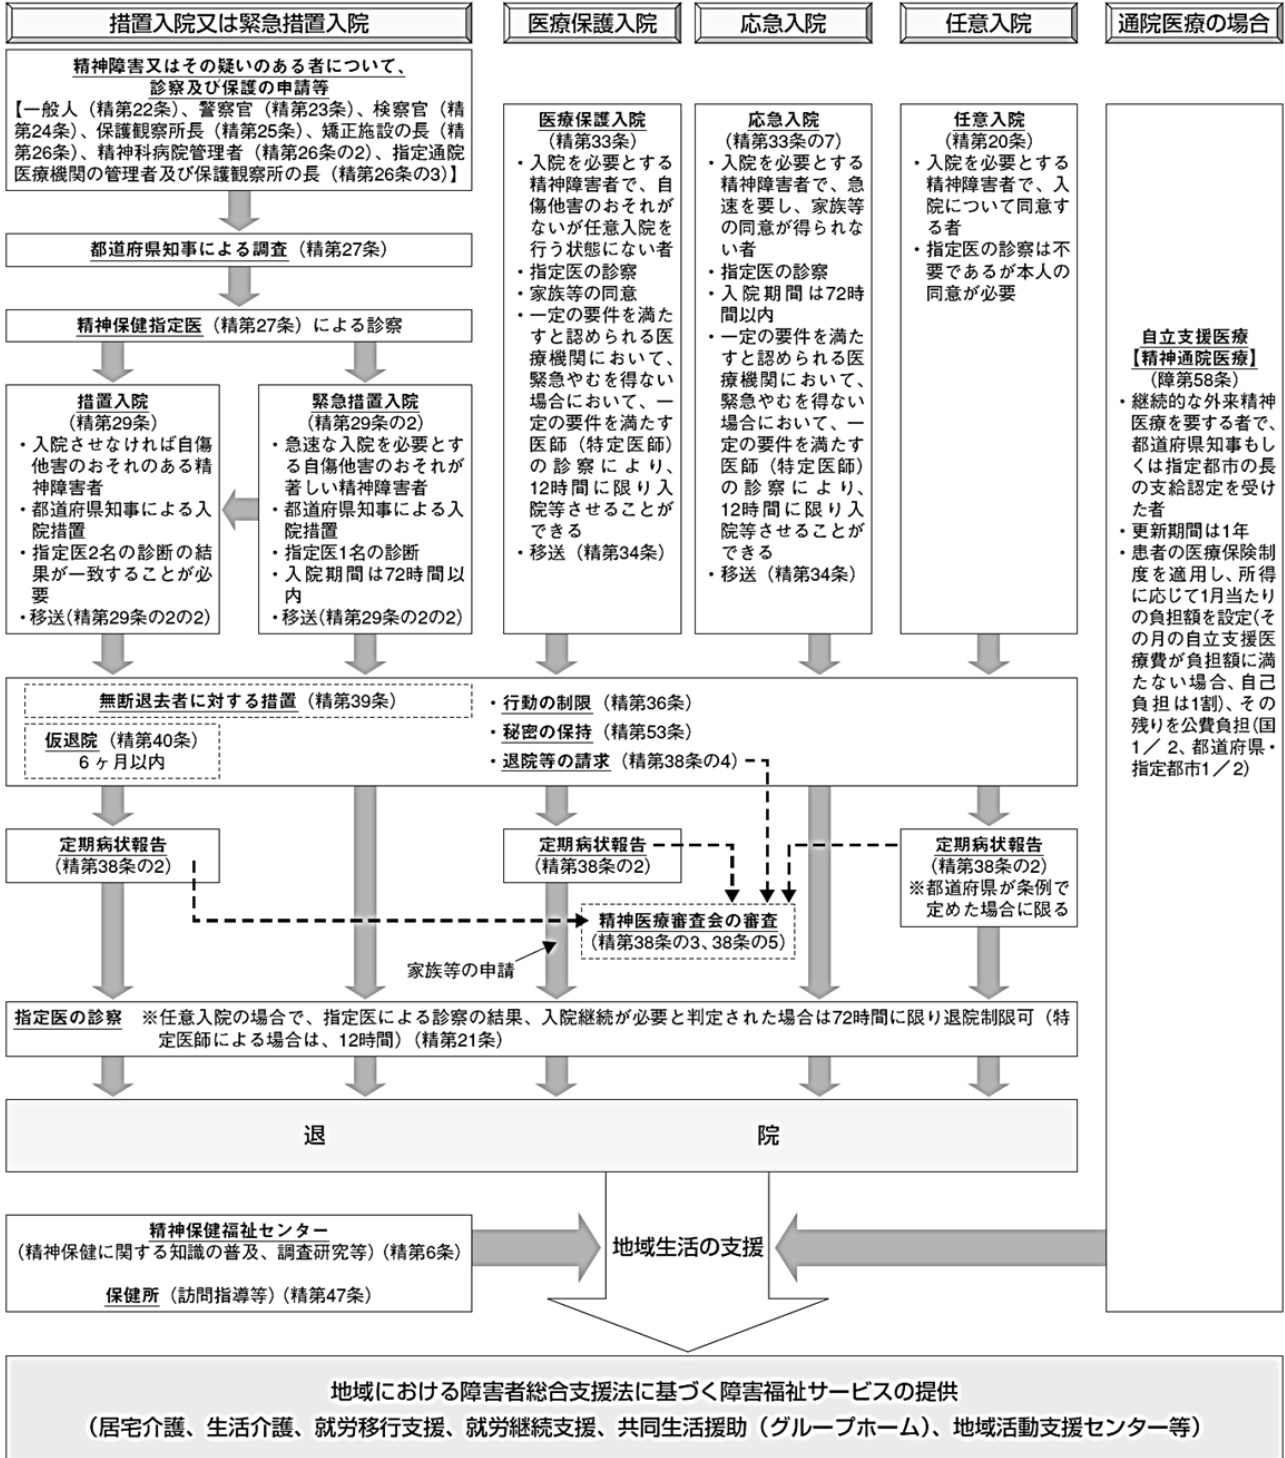 措置入院又は緊急措置入院
医療保護入院
応急入院
任意入院
通院医療の場合
精神障害又はその疑いのある者について、
診察及び保護の申請等
【一般人（精第22条）、警察官（精第23条）、検察官（精
第24条）、保護観察所長（精第25条）、矯正施設の長（精
第26条）、精神科病院管理者（精第26条の2）、指定通院
医療機関の管理者及び保護観察所の長（精第26条の3）】
都道府県知事による調査（精第27条）
精神保健指定医（精第27条）による診察
措置入院
（精第29条）
・入院させなければ自傷
他害のおそれのある精
神障害者
・都道府県知事による入
院措置
・指定医2名の診断の結
果が一致することが必
要
・移送（精第29条の2の2）
緊急措置入院
（精第29条の2）
・急速な入院を必要とす
る自傷他害のおそれが
著しい精神障害者
・都道府県知事による入
院措置
・指定医1名の診断
・入院期間は72時間以
内
・移送（精第29条の2の2）
医療保護入院
（精第33条）
・入院を必要とする
精神障害者で、自
傷他害のおそれが
ないが任意入院を
行う状態にない者
・指定医の診察
・家族等の同意
・一定の要件を満た
すと認められる医
療機関において、
緊急やむを得ない
場合において、一
定の要件を満たす
医師（特定医師）
の診察により、
12時間に限り入
院等させることが
できる
・移送（精第34条）
応急入院
（精第33条の7）
・入院を必要とする
精神障害者で、急
速を要し、家族等
の同意が得られな
い者
・指定医の診察
・入院期間は72時
間以内
・一定の要件を満た
すと認められる医
療機関において、
緊急やむを得ない
場合において、一
定の要件を満たす
医師（特定医師）
の診察により、
12時間に限り入
院等させることが
できる
・移送（精第34条）
任意入院
（精第20条）
・入院を必要とする
精神障害者で、入
院について同意す
る者
・指定医の診察は不
要であるが本人の
同意が必要
自立支援医療
【精神通院医療】
（障第58条）
・継続的な外来精神
医療を要する者で、
都道府県知事もし
くは指定都市の長
の支給認定を受け
た者
・更新期間は1年
・患者の医療保険制
度を適用し、所得
に応じて1月当たり
の負担額を設定（そ
の月の自立支援医
療費が負担額に満
たない場合、自己
負担は1割）、その
残りを公費負担（国
1／2、都道府県・
指定都市1／2）
無断退去者に対する措置（精第39条）
仮退院（精第40条）
6ヶ月以内
・行動の制限（精第36条）
・秘密の保持（精第53条）
・退院等の請求（精第38条の4）
定期病状報告
（精第38条の2）
定期病状報告
（精第38条の2）
定期病状報告
（精第38条の2）
※都道府県が条例で
定めた場合に限る
精神医療審査会の審査
（精第38条の3、38条の5）
家族等の申請
指定医の診察　※任意入院の場合で、指定医による診察の結果、入院継続が必要と判定された場合は72時間に限り退院制限可（特
定医師による場合は、12時間）（精第21条）
退　院
精神保健福祉センター
（精神保健に関する知識の普及、調査研究等）（精第6条）
保健所（訪問指導等）（精第47条）
地域生活の支援
地域における障害者総合支援法に基づく障害福祉サービスの提供
（居宅介護、生活介護、就労移行支援、就労継続支援、共同生活援助（グループホーム）、地域活動支援センター等）